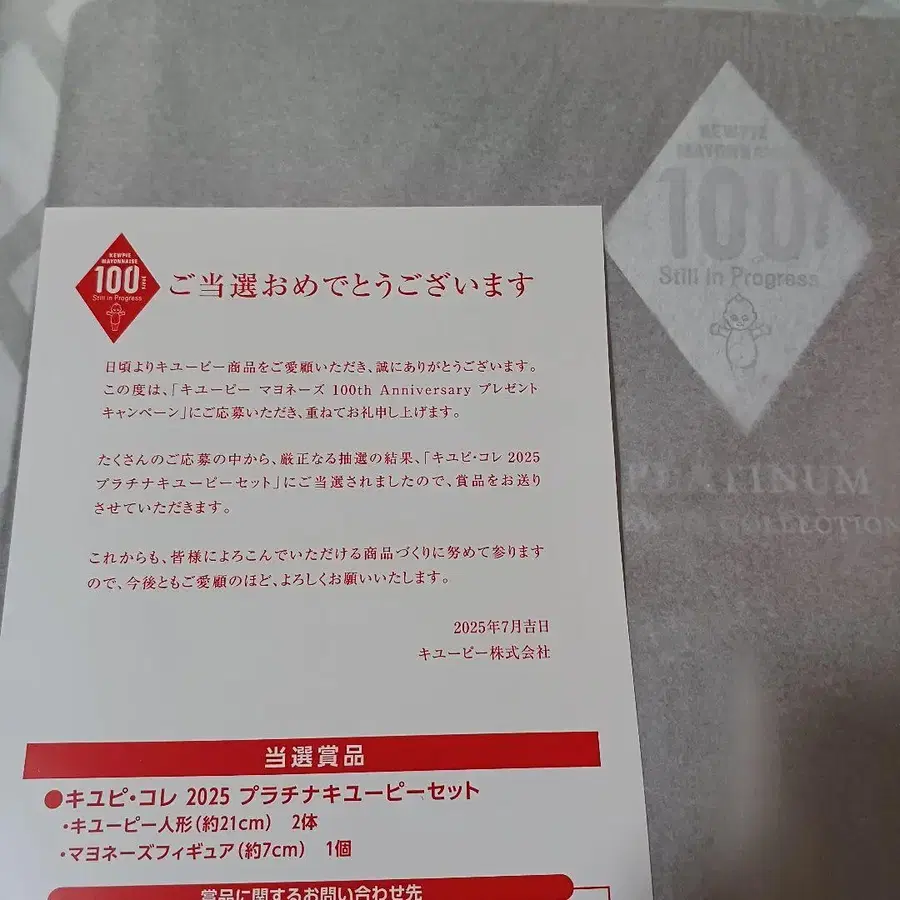 KEWPIE
MAYONNAISE
100 years
Still in Progress
ご当選おめでとうございます
日頃よりキユーピー商品をご愛顧いただき、誠にありがとうございます。
この度は、「キユーピー マヨネーズ 100th Anniversary プレゼント
キャンペーン」にご応募いただき、重ねてお礼申し上げます。
たくさんのご応募の中から、厳正なる抽選の結果、「キユピ・コレ 2025
プラチナキユーピーセット」にご当選されましたので、賞品をお送り
させていただきます。
これからも、皆様によろこんでいただける商品づくりに努めて参ります
ので、今後ともご愛顧のほど、よろしくお願いいたします。
2025年7月吉日
キユーピー株式会社
当選賞品
●キユピ・コレ 2025 プラチナキユーピーセット
・キユーピー人形(約21cm) 2体
・マヨネーズフィギュア(約7cm) 1個
賞品に関するお問い合わせ先
KEWPIE
MAYONNAISE
100
Still in Progress
PLATINUM
COLLECTION